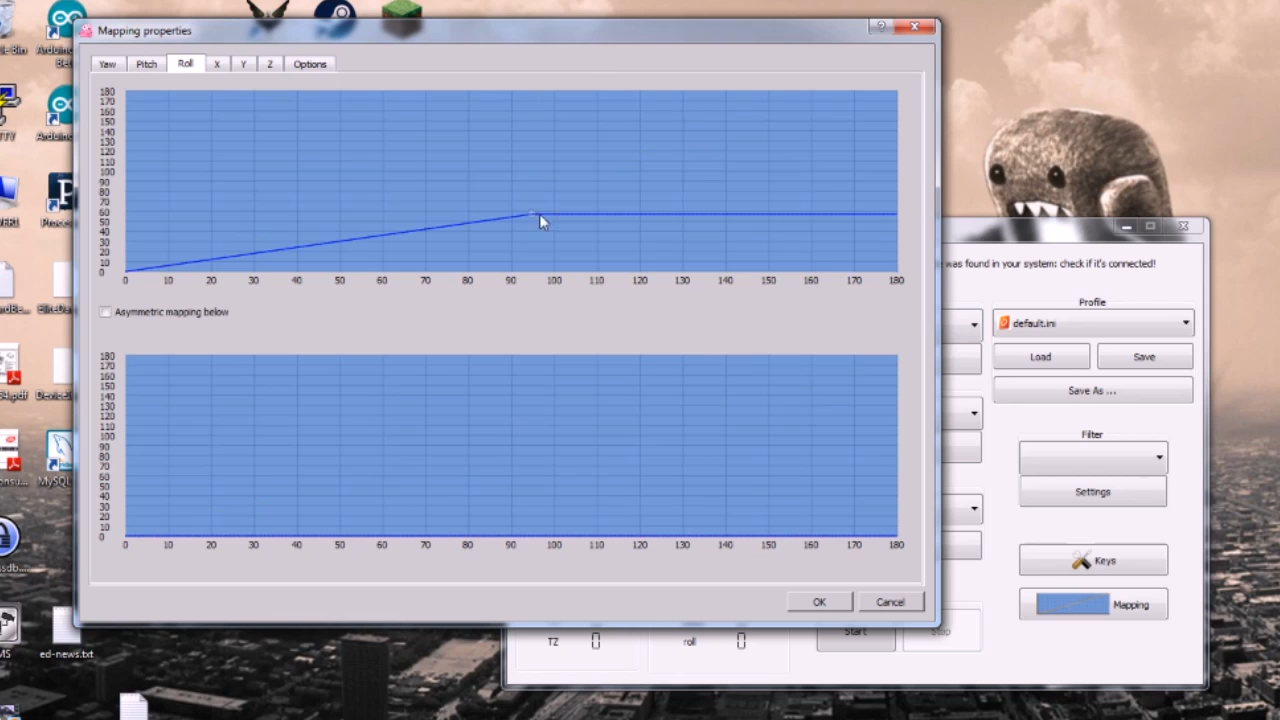 Mapping properties
Yaw
Pitch
Roll
X
Y
Z
Options
180
170
160
150
140
130
120
110
100
90
80
70
60
50
40
30
20
10
0
0 10 20 30 40 50 60 70 80 90 100 110 120 130 140 150 160 170 180
Asymmetric mapping below
180
170
160
150
140
130
120
110
100
90
80
70
60
50
40
30
20
10
0
0 10 20 30 40 50 60 70 80 90 100 110 120 130 140 150 160 170 180
OK
Cancel
was found in your system: check if it's connected!
Profile
default.ini
Load
Save
Save As ...
Filter
Settings
Keys
Mapping
TZ 0
roll 0
Start
Stop
ed-news.txt